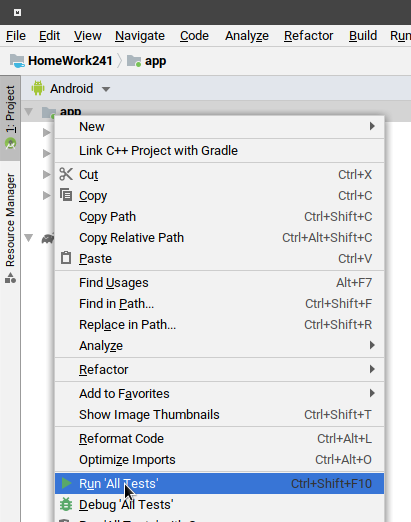 File Edit View Navigate Code Analyze Refactor Build
HomeWork241 app
1: Project
Resource Manager
Android
app
New
Link C++ Project with Gradle
Cut Ctrl+X
Copy Ctrl+C
Copy Path Ctrl+Shift+C
Copy Relative Path Ctrl+Alt+Shift+C
Paste Ctrl+V
Find Usages Alt+F7
Find in Path... Ctrl+Shift+F
Replace in Path... Ctrl+Shift+R
Analyze
Refactor
Add to Favorites
Show Image Thumbnails Ctrl+Shift+T
Reformat Code Ctrl+Alt+L
Optimize Imports Ctrl+Alt+O
Run 'All Tests' Ctrl+Shift+F10
Debug 'All Tests'